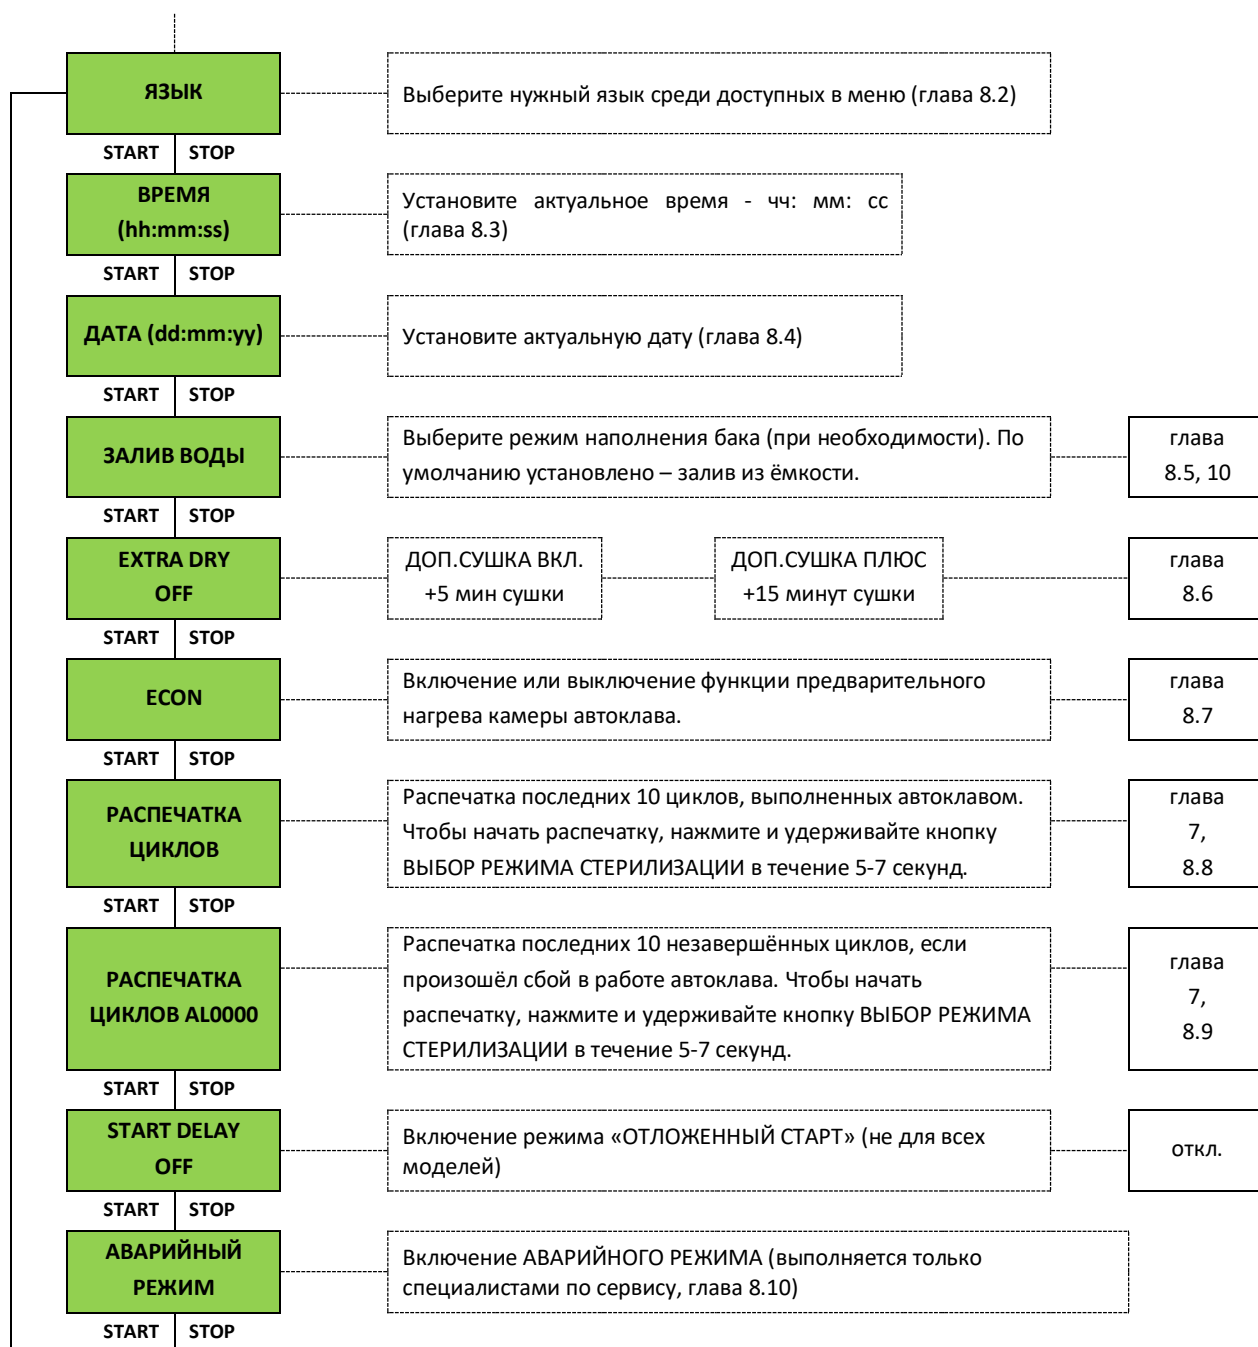 ЯЗЫК
Выберите нужный язык среди доступных в меню (глава 8.2)
START STOP
ВРЕМЯ
(hh:mm:ss)
Установите актуальное время - чч: мм: сс
(глава 8.3)
START STOP
ДАТА (dd:mm:yy)
Установите актуальную дату (глава 8.4)
START STOP
ЗАЛИВ ВОДЫ
Выберите режим наполнения бака (при необходимости). По
умолчанию установлено – залив из ёмкости.
глава
8.5, 10
START STOP
EXTRA DRY
OFF
ДОП.СУШКА ВКЛ.
+5 мин сушки
ДОП.СУШКА ПЛЮС
+15 минут сушки
глава
8.6
START STOP
ECON
Включение или выключение функции предварительного
нагрева камеры автоклава.
глава
8.7
START STOP
РАСПЕЧАТКА
ЦИКЛОВ
Распечатка последних 10 циклов, выполненных автоклавом.
Чтобы начать распечатку, нажмите и удерживайте кнопку
ВЫБОР РЕЖИМА СТЕРИЛИЗАЦИИ в течение 5-7 секунд.
глава
7,
8.8
START STOP
РАСПЕЧАТКА
ЦИКЛОВ AL0000
Распечатка последних 10 незавершённых циклов, если
произошёл сбой в работе автоклава. Чтобы начать
распечатку, нажмите и удерживайте кнопку ВЫБОР РЕЖИМА
СТЕРИЛИЗАЦИИ в течение 5-7 секунд.
глава
7,
8.9
START STOP
START DELAY
OFF
Включение режима «ОТЛОЖЕННЫЙ СТАРТ» (не для всех
моделей)
откл.
START STOP
АВАРИЙНЫЙ
РЕЖИМ
Включение АВАРИЙНОГО РЕЖИМА (выполняется только
специалистами по сервису, глава 8.10)
START STOP